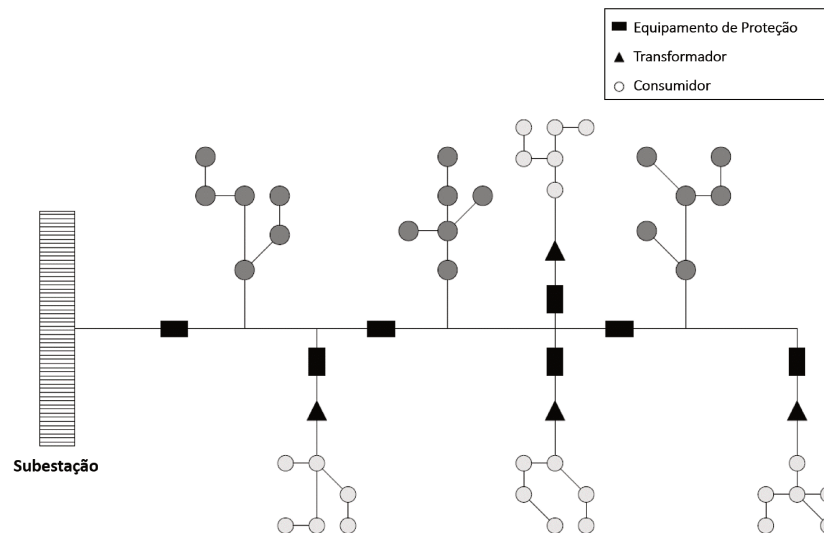 Equipamento de Proteção
Transformador
Consumidor
Subestação